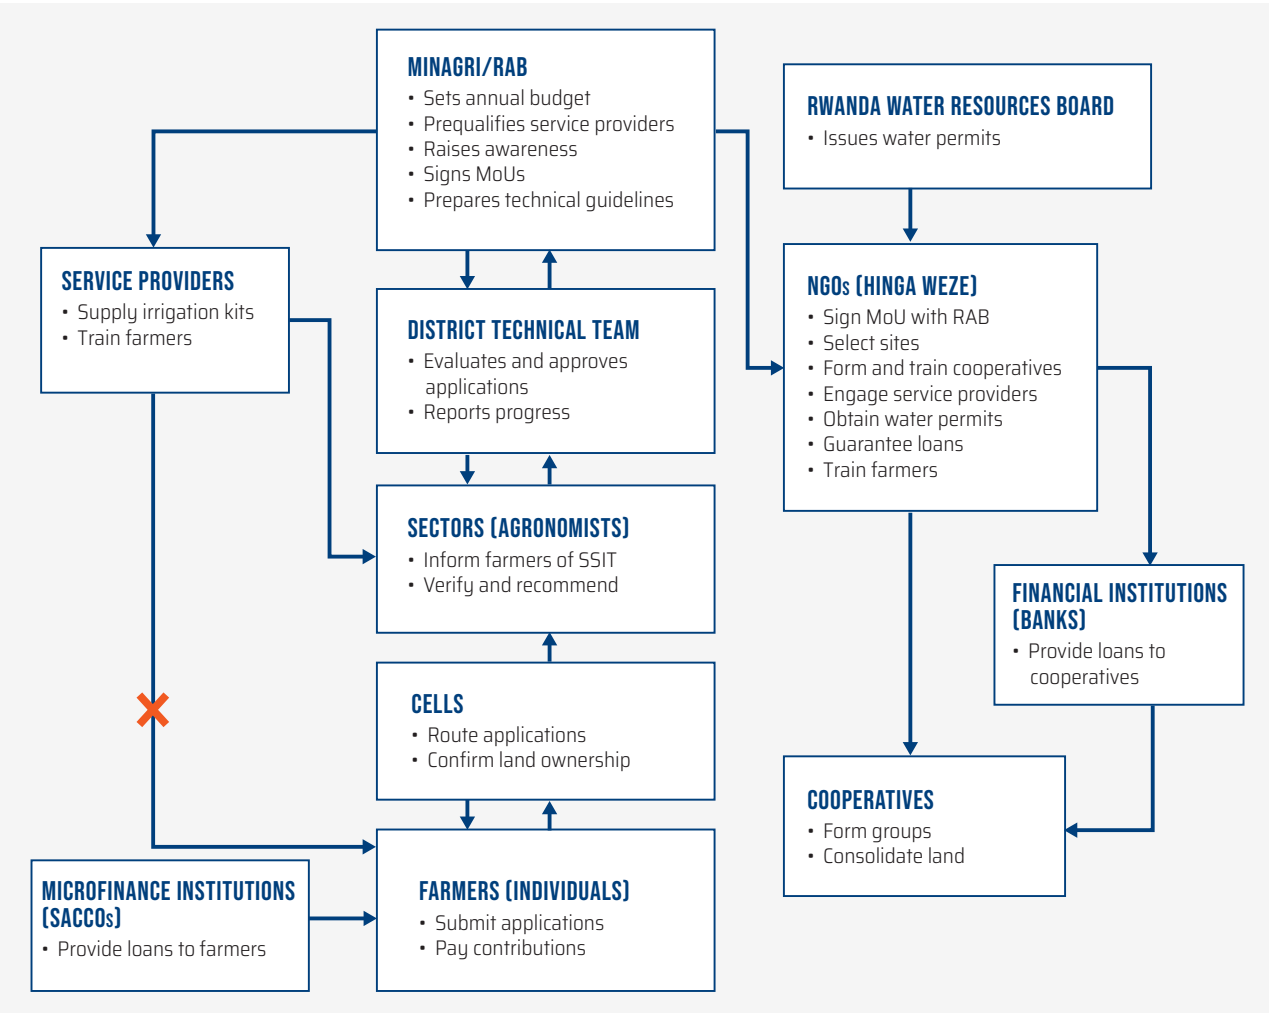 MINAGRI/RAB
• Sets annual budget
• Prequalifies service providers
• Raises awareness
• Signs MoUs
• Prepares technical guidelines
RWANDA WATER RESOURCES BOARD
• Issues water permits
SERVICE PROVIDERS
• Supply irrigation kits
• Train farmers
DISTRICT TECHNICAL TEAM
• Evaluates and approves
applications
• Reports progress
NGOs (HINGA WEZE)
• Sign MoU with RAB
• Select sites
• Form and train cooperatives
• Engage service providers
• Obtain water permits
• Guarantee loans
• Train farmers
SECTORS (AGRONOMISTS)
• Inform farmers of SSIT
• Verify and recommend
FINANCIAL INSTITUTIONS
(BANKS)
• Provide loans to
cooperatives
CELLS
• Route applications
• Confirm land ownership
COOPERATIVES
• Form groups
• Consolidate land
MICROFINANCE INSTITUTIONS
(SACCOs)
• Provide loans to farmers
FARMERS (INDIVIDUALS)
• Submit applications
• Pay contributions